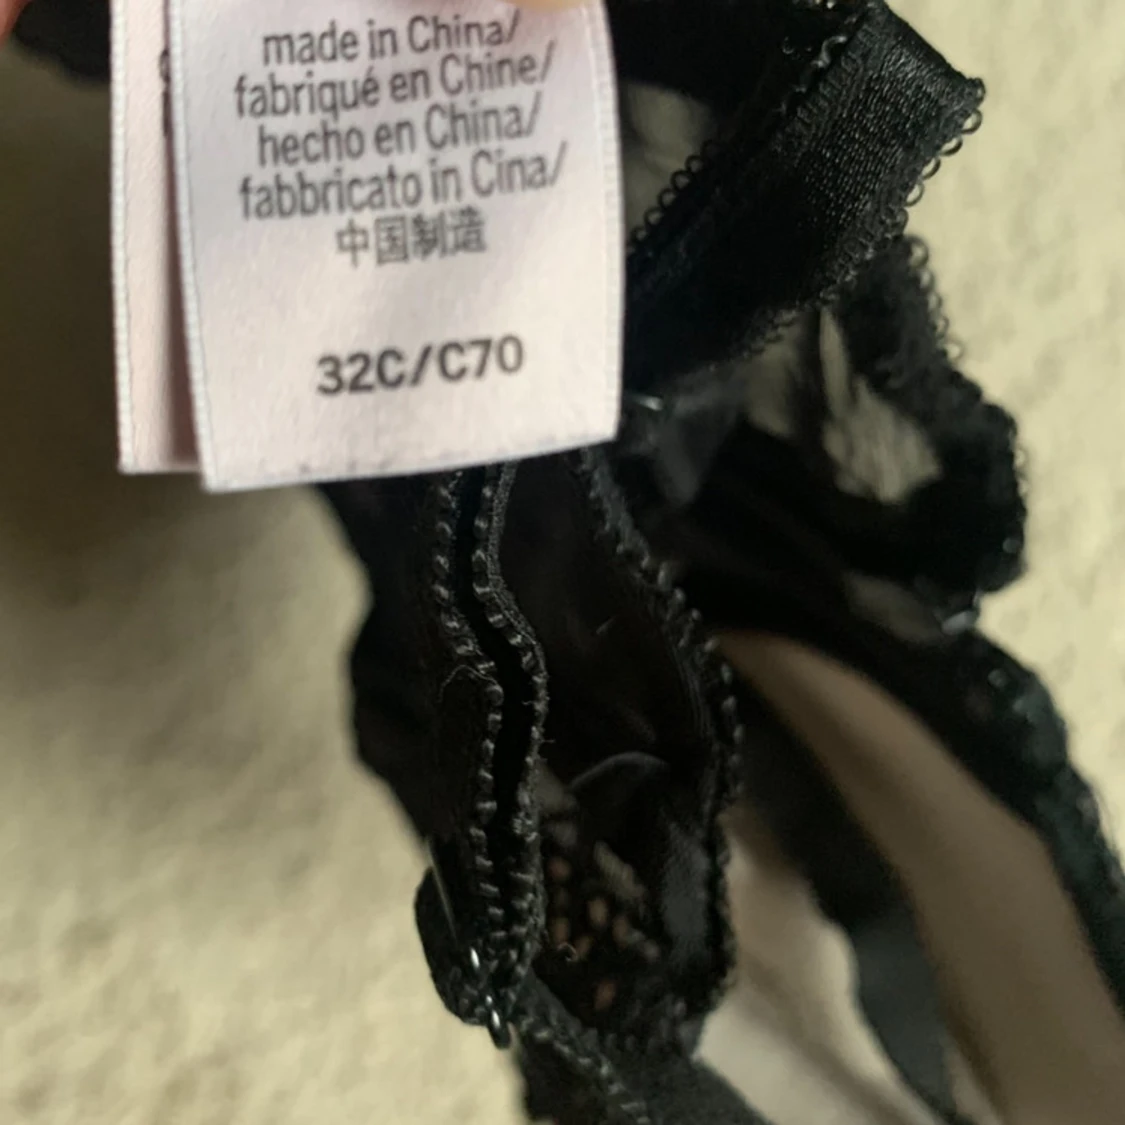 made in China/
fabriqué en Chine/
hecho en China/
fabbricato in Cina/
中国制造
32C/C70